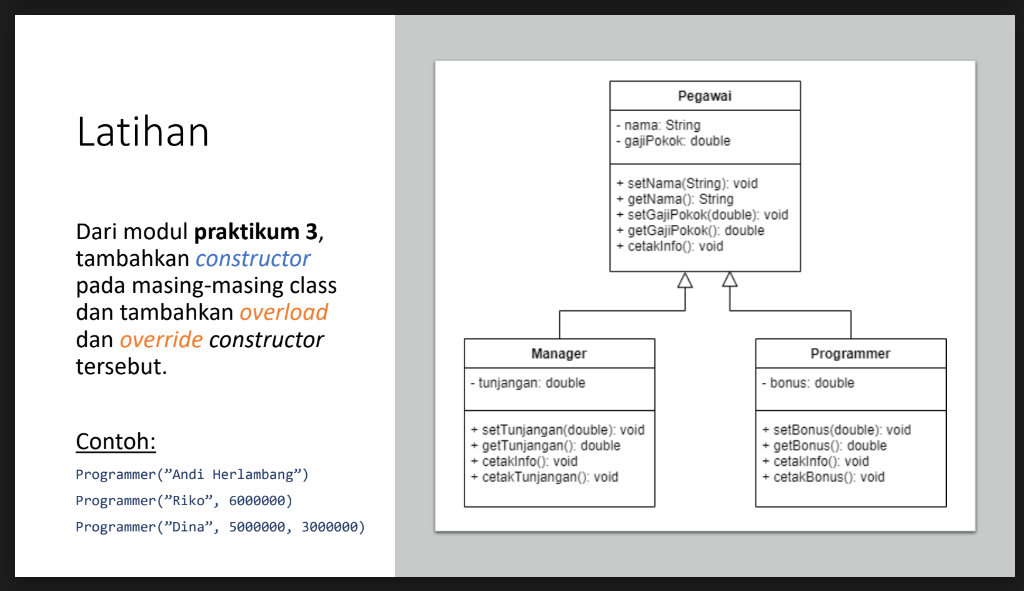 Latihan
Dari modul praktikum 3,
tambahkan constructor
pada masing-masing class
dan tambahkan overload
dan override constructor
tersebut.
Contoh:
Programmer(”Andi Herlambang”)
Programmer(”Riko”, 6000000)
Programmer(”Dina”, 5000000, 3000000)
Pegawai
- nama: String
- gajiPokok: double
+ setNama(String): void
+ getNama(): String
+ setGajiPokok(double): void
+ getGajiPokok(): double
+ cetakInfo(): void
Manager
- tunjangan: double
+ setTunjangan(double): void
+ getTunjangan(): double
+ cetakInfo(): void
+ cetakTunjangan(): void
Programmer
- bonus: double
+ setBonus(double): void
+ getBonus(): double
+ cetakInfo(): void
+ cetakBonus(): void